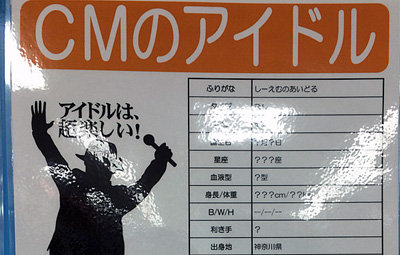 CMのアイドル
アイドルは、
超楽しい！
ふりがな しーえむのあいどる
星座 ???座
血液型 ?型
身長/体重 ???cm/??
B/W/H --/--/--
利き手 ?
出身地 神奈川県